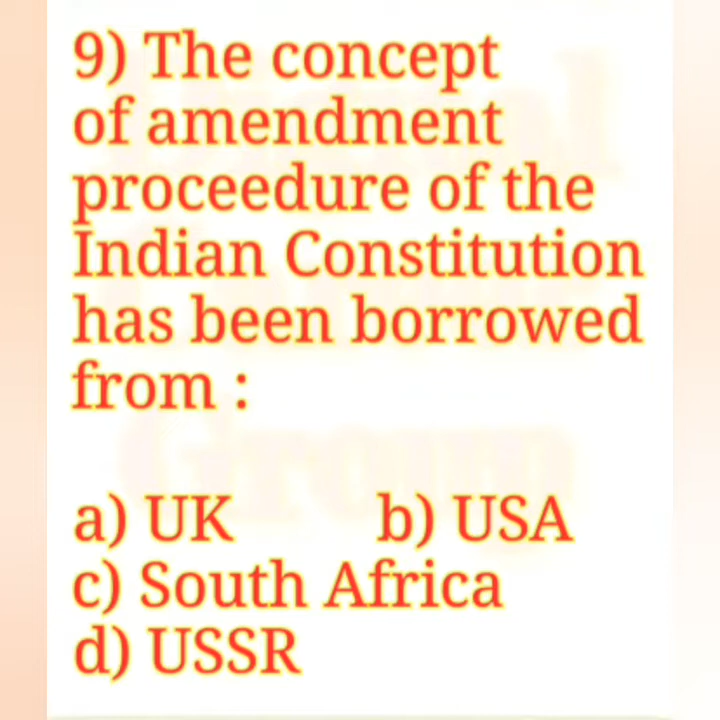 9) The concept
of amendment
proceedure of the
Indian Constitution
has been borrowed
from :
a) UK b) USA
c) South Africa
d) USSR